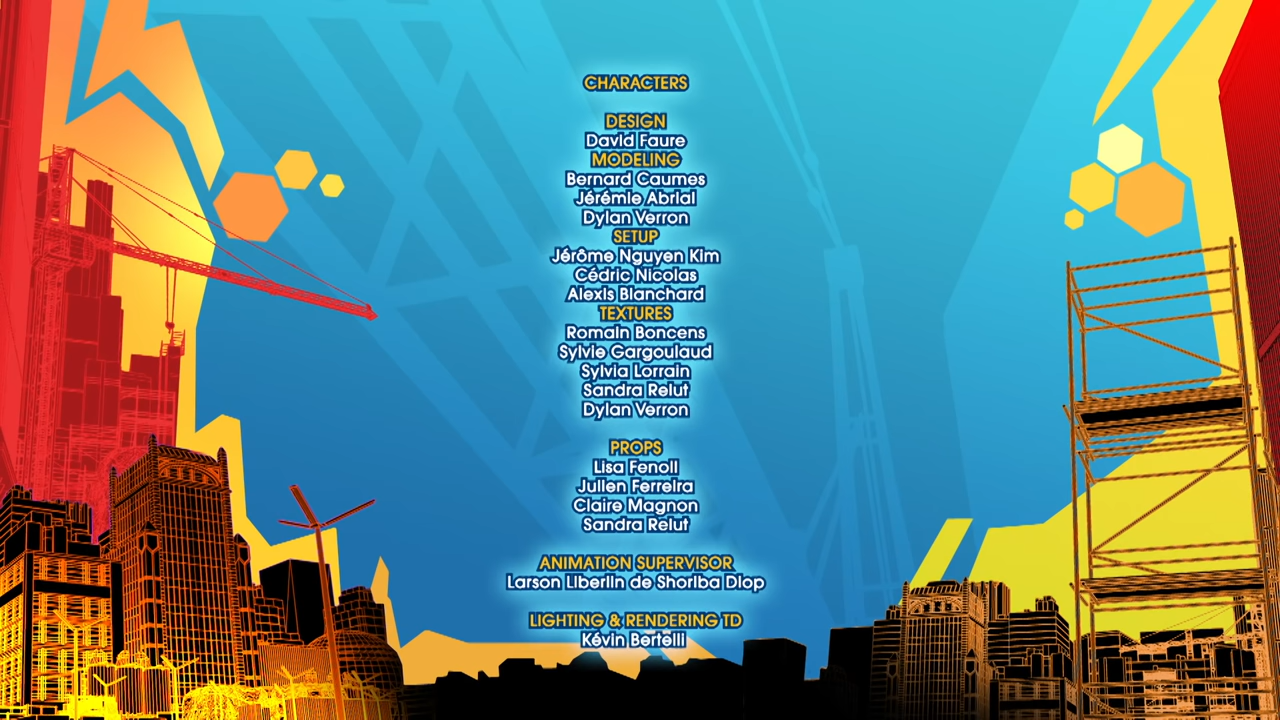 CHARACTERS
DESIGN
David Faure
MODELING
Bernard Caumes
Jérémie Abrial
Dylan Verron
SETUP
Jérôme Nguyen Kim
Cédric Nicolas
Alexis Blanchard
TEXTURES
Romain Boncens
Sylvie Gargoulaud
Sylvia Lorrain
Sandra Relut
Dylan Verron
PROPS
Lisa Fenoll
Julien Ferreira
Claire Magnon
Sandra Relut
ANIMATION SUPERVISOR
Larson Liberlin de Shoriba Diop
LIGHTING & RENDERING TD
Kévin Bertelli